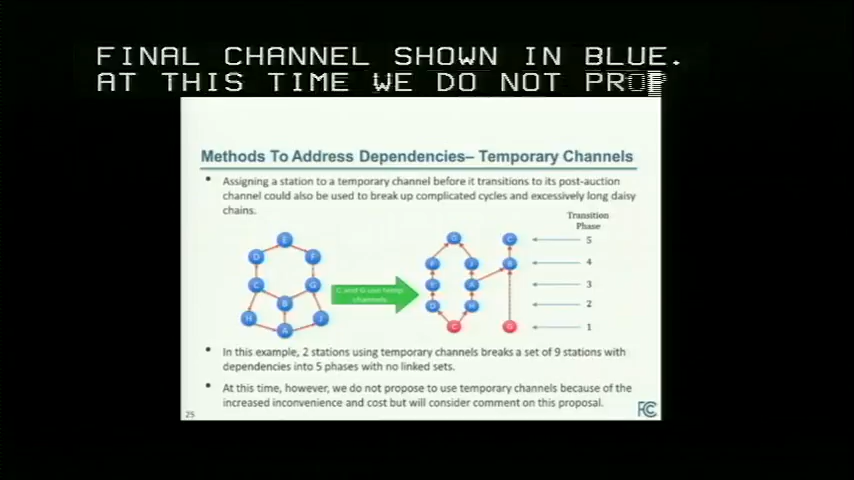 FINAL CHANNEL SHOWN IN BLUE.
AT THIS TIME WE DO NOT PROP
Methods To Address Dependencies– Temporary Channels
• Assigning a station to a temporary channel before it transitions to its post-auction
channel could also be used to break up complicated cycles and excessively long daisy
chains.
Transition
Phase
E
D F
C G
B
H J
A
C and G use temp
channels
G C 5
F J B 4
E A 3
D H 2
C G 1
• In this example, 2 stations using temporary channels breaks a set of 9 stations with
dependencies into 5 phases with no linked sets.
• At this time, however, we do not propose to use temporary channels because of the
increased inconvenience and cost but will consider comment on this proposal.
25
FCC